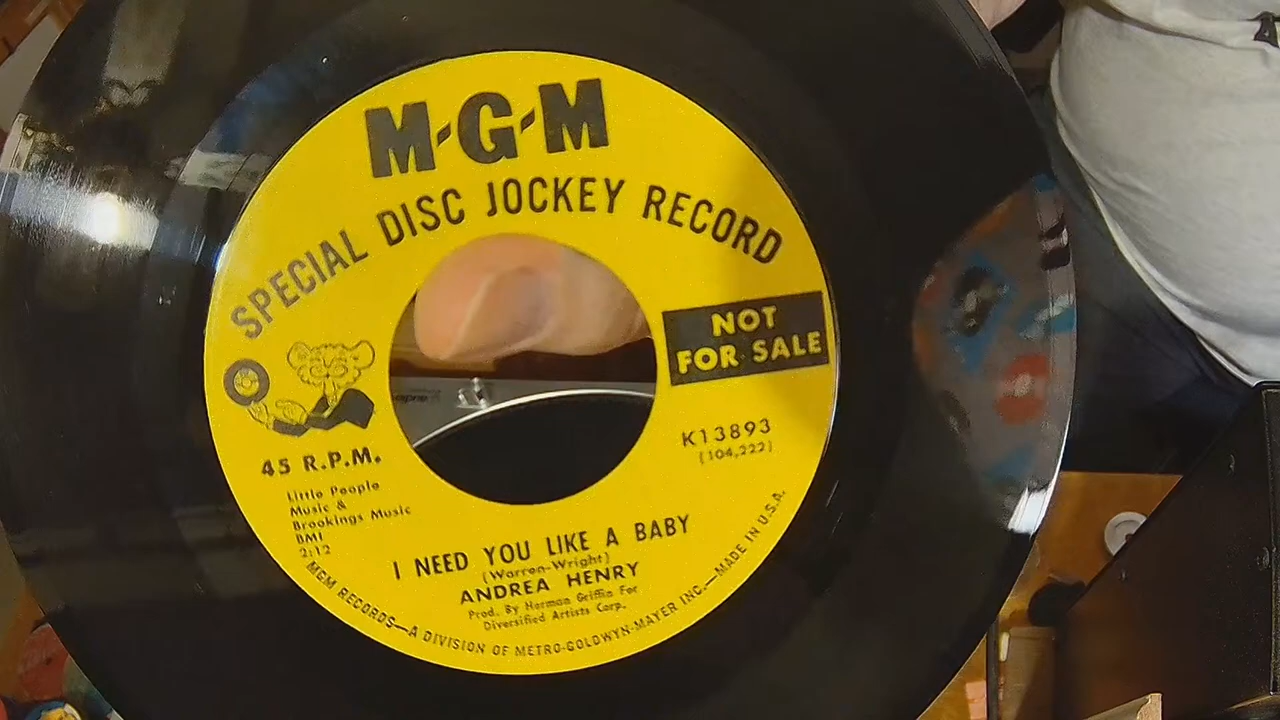 M-G-M
SPECIAL DISC JOCKEY RECORD
NOT
FOR SALE
K13893
(104,222)
45 R.P.M.
Little People
Music &
Brookings Music
BMI
2:12
I NEED YOU LIKE A BABY
(Warren-Wright)
ANDREA HENRY
Prod. By Herman Griffin For
Diversified Artists Corp.
MGM RECORDS—A DIVISION OF METRO-GOLDWYN-MAYER INC.—MADE IN U.S.A.